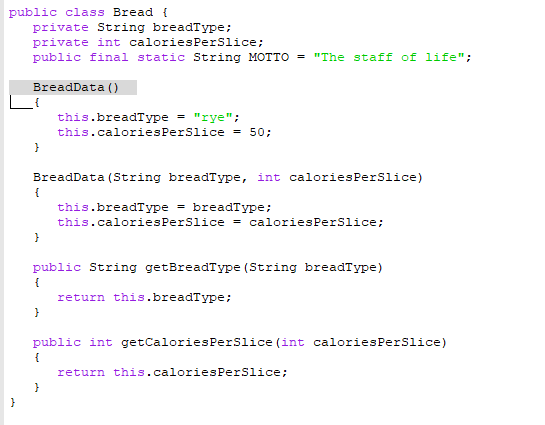 public class Bread {
   private String breadType;
   private int caloriesPerSlice;
   public final static String MOTTO = "The staff of life";

   BreadData()
   {
      this.breadType = "rye";
      this.caloriesPerSlice = 50;
   }

   BreadData(String breadType, int caloriesPerSlice)
   {
      this.breadType = breadType;
      this.caloriesPerSlice = caloriesPerSlice;
   }

   public String getBreadType(String breadType)
   {
      return this.breadType;
   }

   public int getCaloriesPerSlice(int caloriesPerSlice)
   {
      return this.caloriesPerSlice;
   }
}